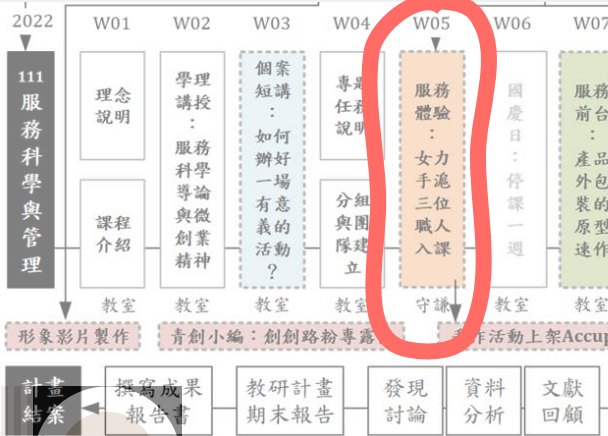 2022
W01
W02
W03
W04
W05
W06
W07
111
服
務
科
學
與
管
理
理念
說明
課程
介紹
學理
講授
：
服務
科學
導論
與微
創業
精神
個案
短講
：
如何
辦好
一場
有意
義的
活動
？
專題
任務
說明
分組
與團
隊建
立
服務
體驗
：
女力
手滬
三位
職人
入課
國
慶
日
：
停
課
一
週
服務
前台
：
產品
外包
裝的
原型
速作
教室
教室
教室
教室
守謙
教室
教室
形象影片製作
青創小編：創創路粉專露
作活動上架Accup
計畫
結案
撰寫成果
報告書
教研計畫
期末報告
發現
討論
資料
分析
文獻
回顧